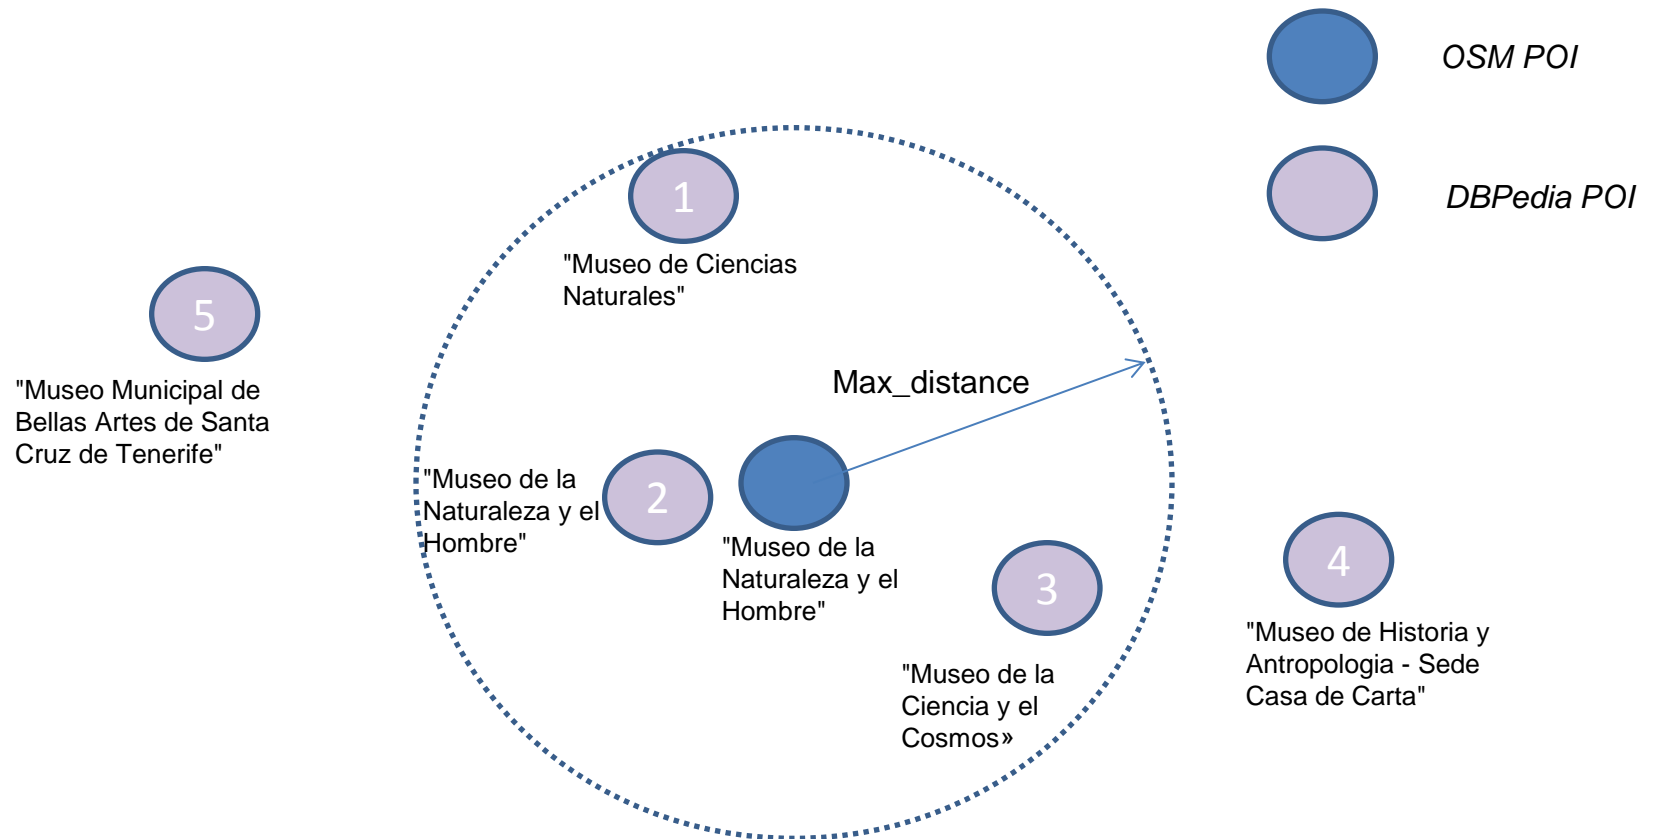 OSM POI
DBPedia POI
1
"Museo de Ciencias
Naturales"
5
"Museo Municipal de
Bellas Artes de Santa
Cruz de Tenerife"
Max_distance
"Museo de la
Naturaleza y el
Hombre"
2
"Museo de la
Naturaleza y el
Hombre"
3
"Museo de la
Ciencia y el
Cosmos»
4
"Museo de Historia y
Antropologia - Sede
Casa de Carta"